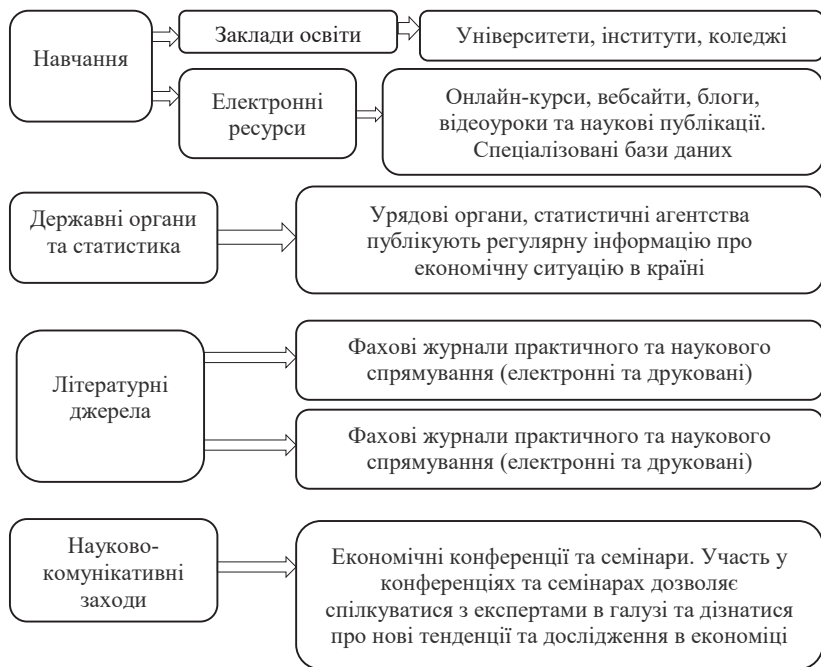 Навчання
Заклади освіти
Університети, інститути, коледжі
Електронні
ресурси
Онлайн-курси, вебсайти, блоги,
відеоуроки та наукові публікації.
Спеціалізовані бази даних
Державні органи
та статистика
Урядові органи, статистичні агентства
публікують регулярну інформацію про
економічну ситуацію в країні
Літературні
джерела
Фахові журнали практичного та наукового
спрямування (електронні та друковані)
Фахові журнали практичного та наукового
спрямування (електронні та друковані)
Науково-
комунікативні
заходи
Економічні конференції та семінари. Участь у
конференціях та семінарах дозволяє
спілкуватися з експертами в галузі та дізнатися
про нові тенденції та дослідження в економіці